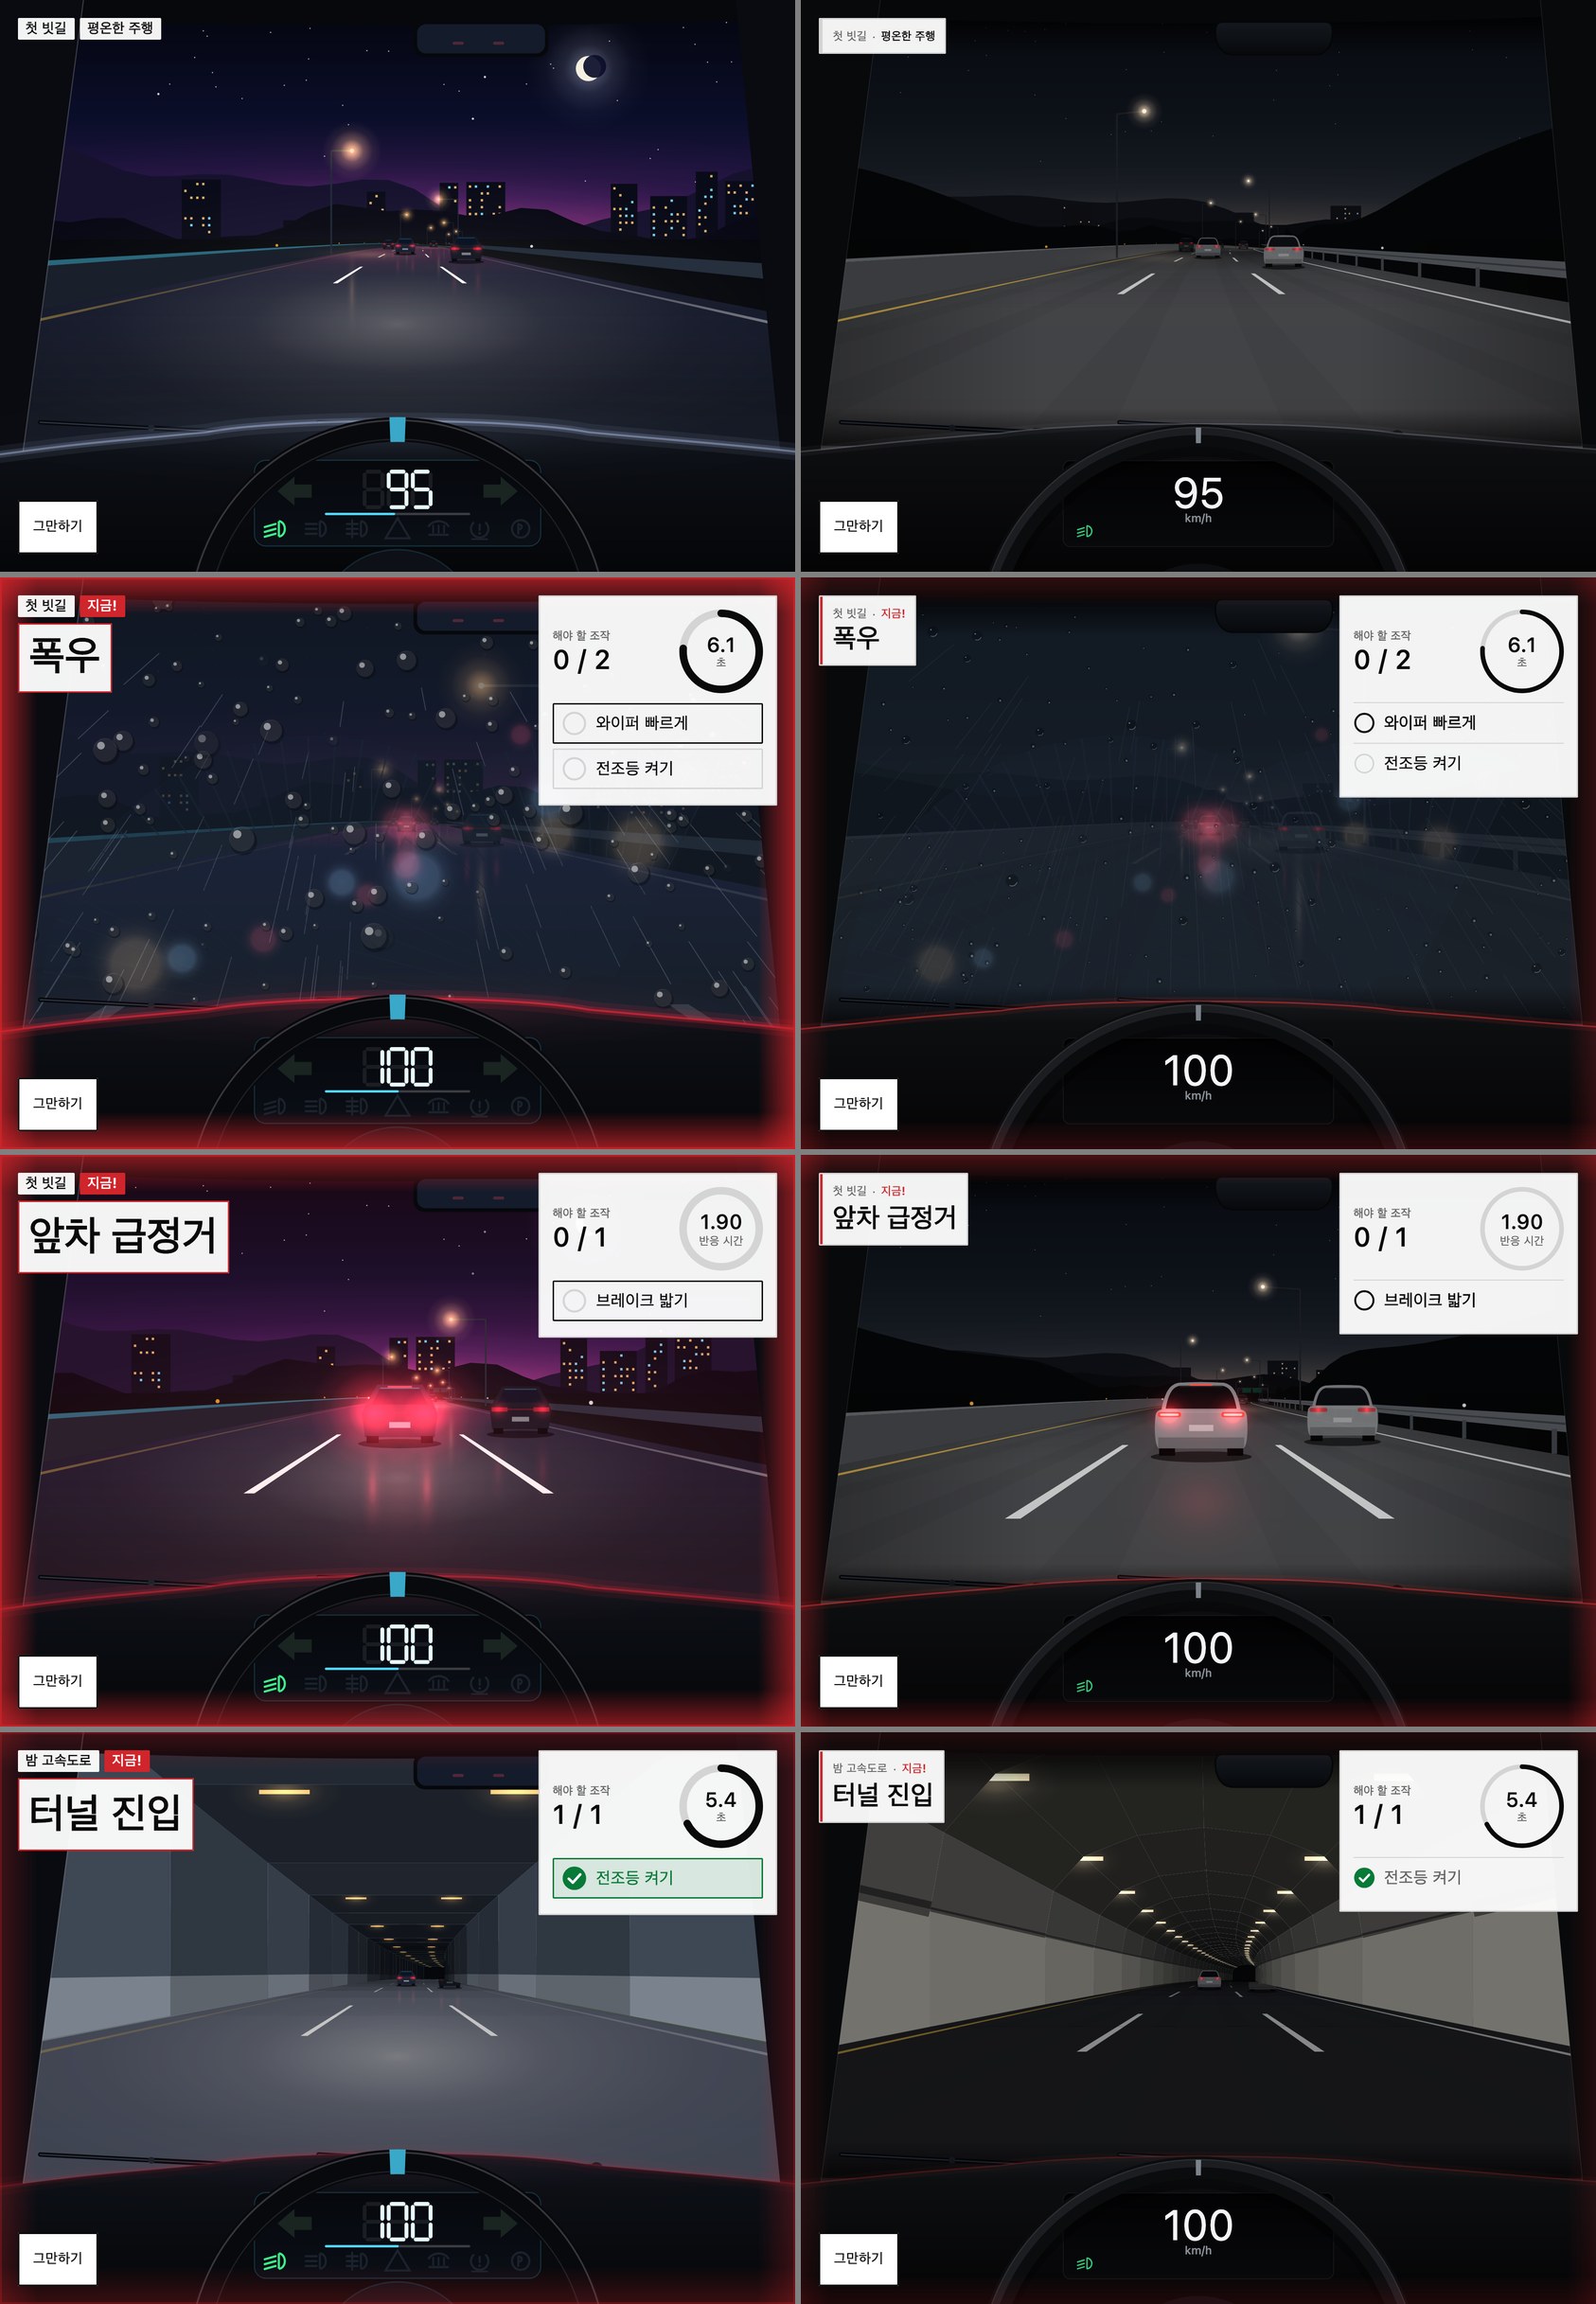 첫 빗길 평온한 주행
95
그만하기
첫 빗길 · 평온한 주행
95
km/h
그만하기
첫 빗길 지금!
폭우
해야 할 조작
0 / 2
6.1
초
와이퍼 빠르게
전조등 켜기
100
그만하기
첫 빗길 · 지금!
폭우
해야 할 조작
0 / 2
6.1
초
와이퍼 빠르게
전조등 켜기
100
km/h
그만하기
첫 빗길 지금!
앞차 급정거
해야 할 조작
0 / 1
1.90
반응 시간
브레이크 밟기
100
그만하기
첫 빗길 · 지금!
앞차 급정거
해야 할 조작
0 / 1
1.90
반응 시간
브레이크 밟기
100
km/h
그만하기
밤 고속도로 지금!
터널 진입
해야 할 조작
1 / 1
5.4
초
전조등 켜기
100
그만하기
밤 고속도로 · 지금!
터널 진입
해야 할 조작
1 / 1
5.4
초
전조등 켜기
100
km/h
그만하기